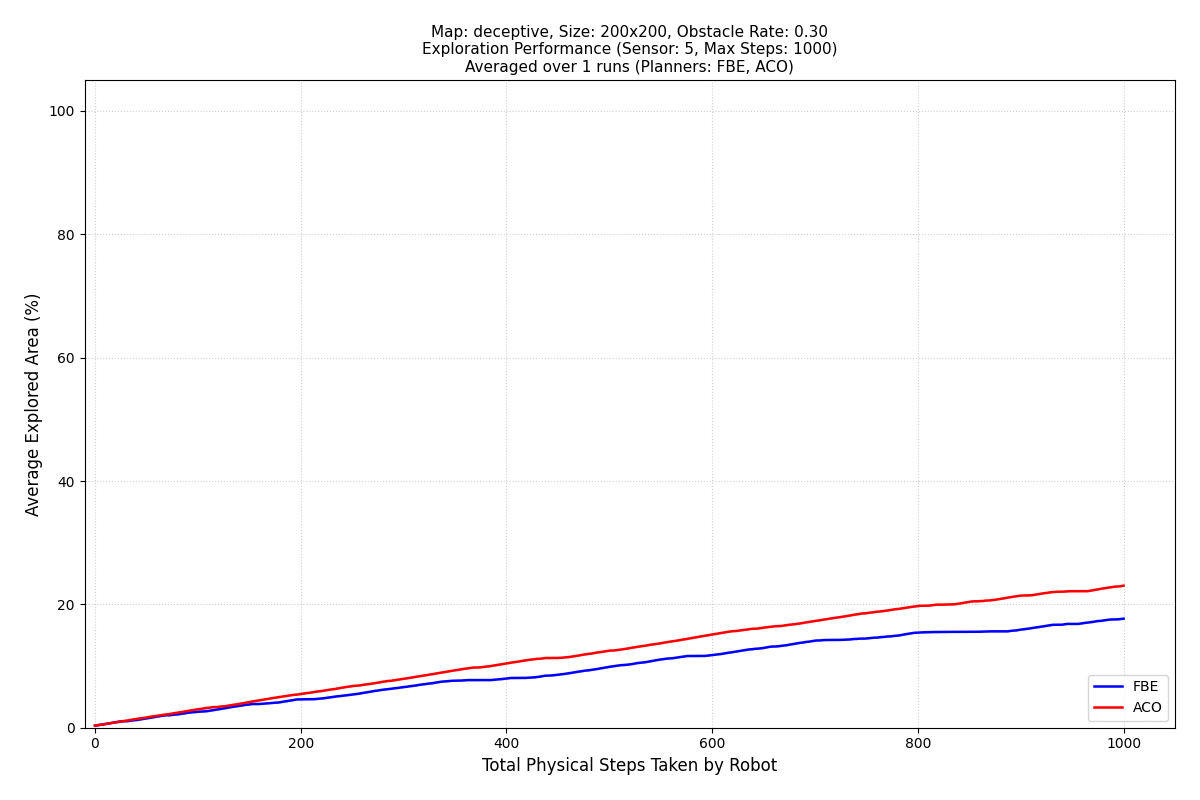 Map: deceptive, Size: 200x200, Obstacle Rate: 0.30
Exploration Performance (Sensor: 5, Max Steps: 1000)
Averaged over 1 runs (Planners: FBE, ACO)
Average Explored Area (%)
100
80
60
40
20
0
0 200 400 600 800 1000
Total Physical Steps Taken by Robot
FBE
ACO